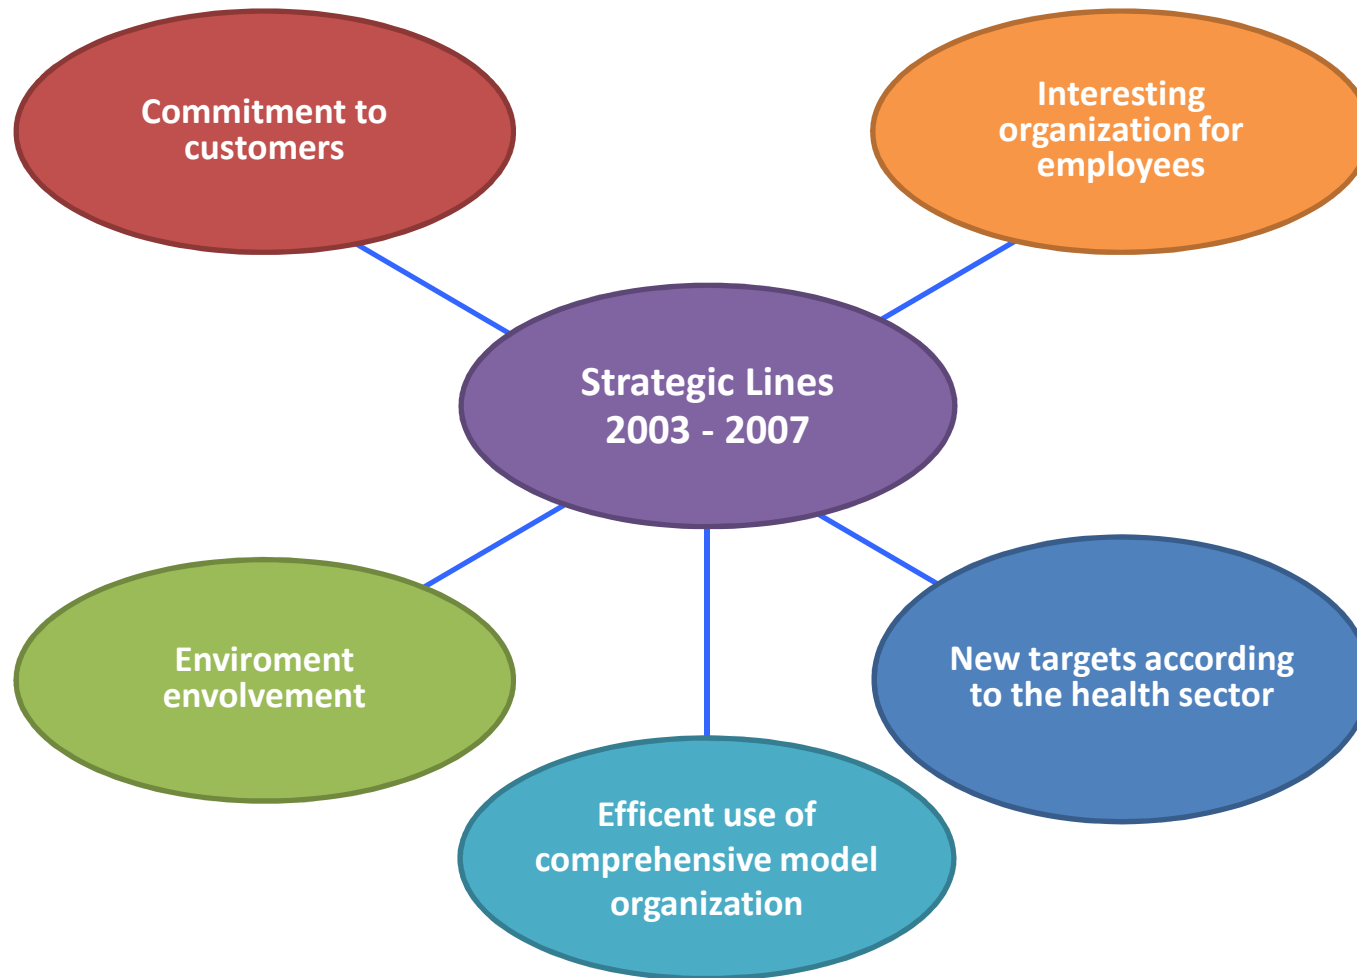 Commitment to
customers
Interesting
organization for
employees
Strategic Lines
2003 - 2007
Enviroment
envolvement
New targets according
to the health sector
Efficent use of
comprehensive model
organization